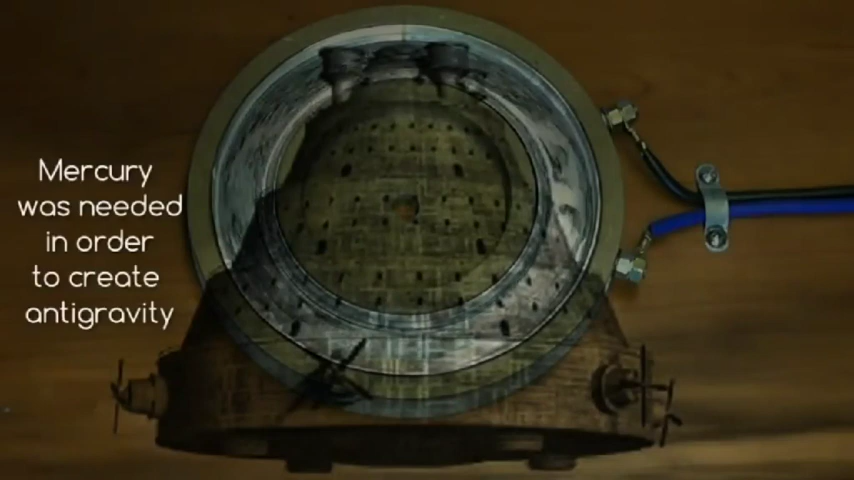 Mercury
was needed
in order
to create
antigravity